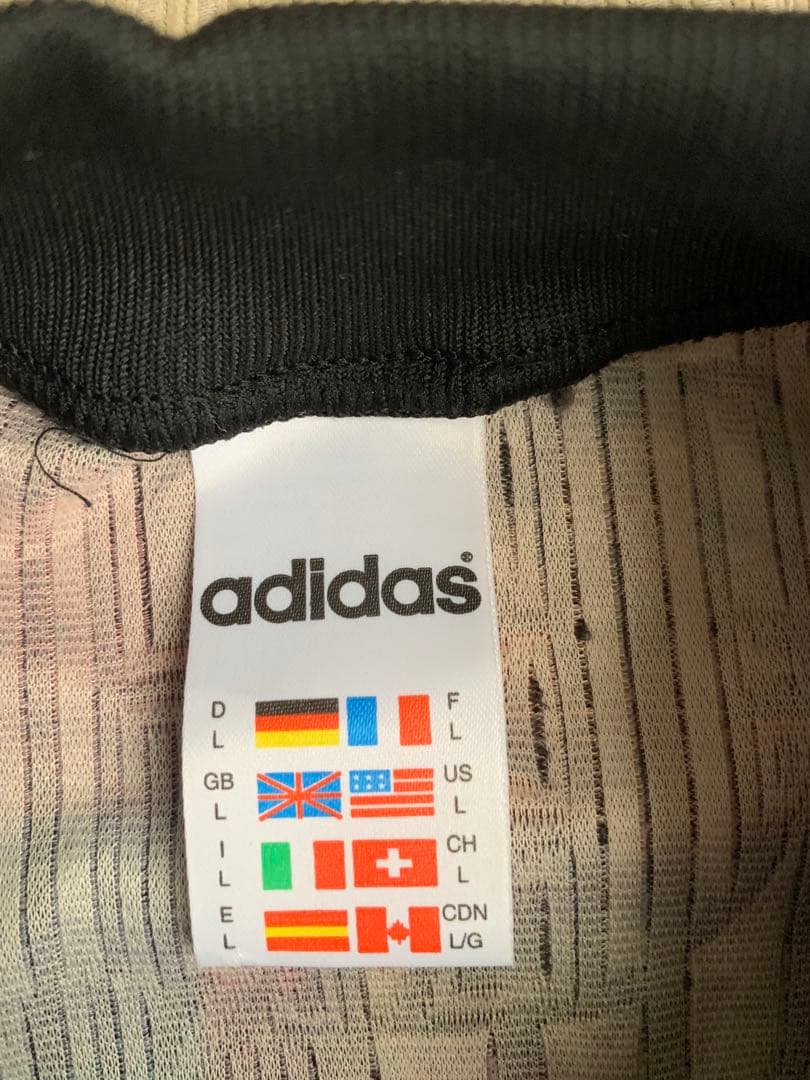 adidas®
D F
L L
GB US
L L
I CH
L L
E CDN
L L/G